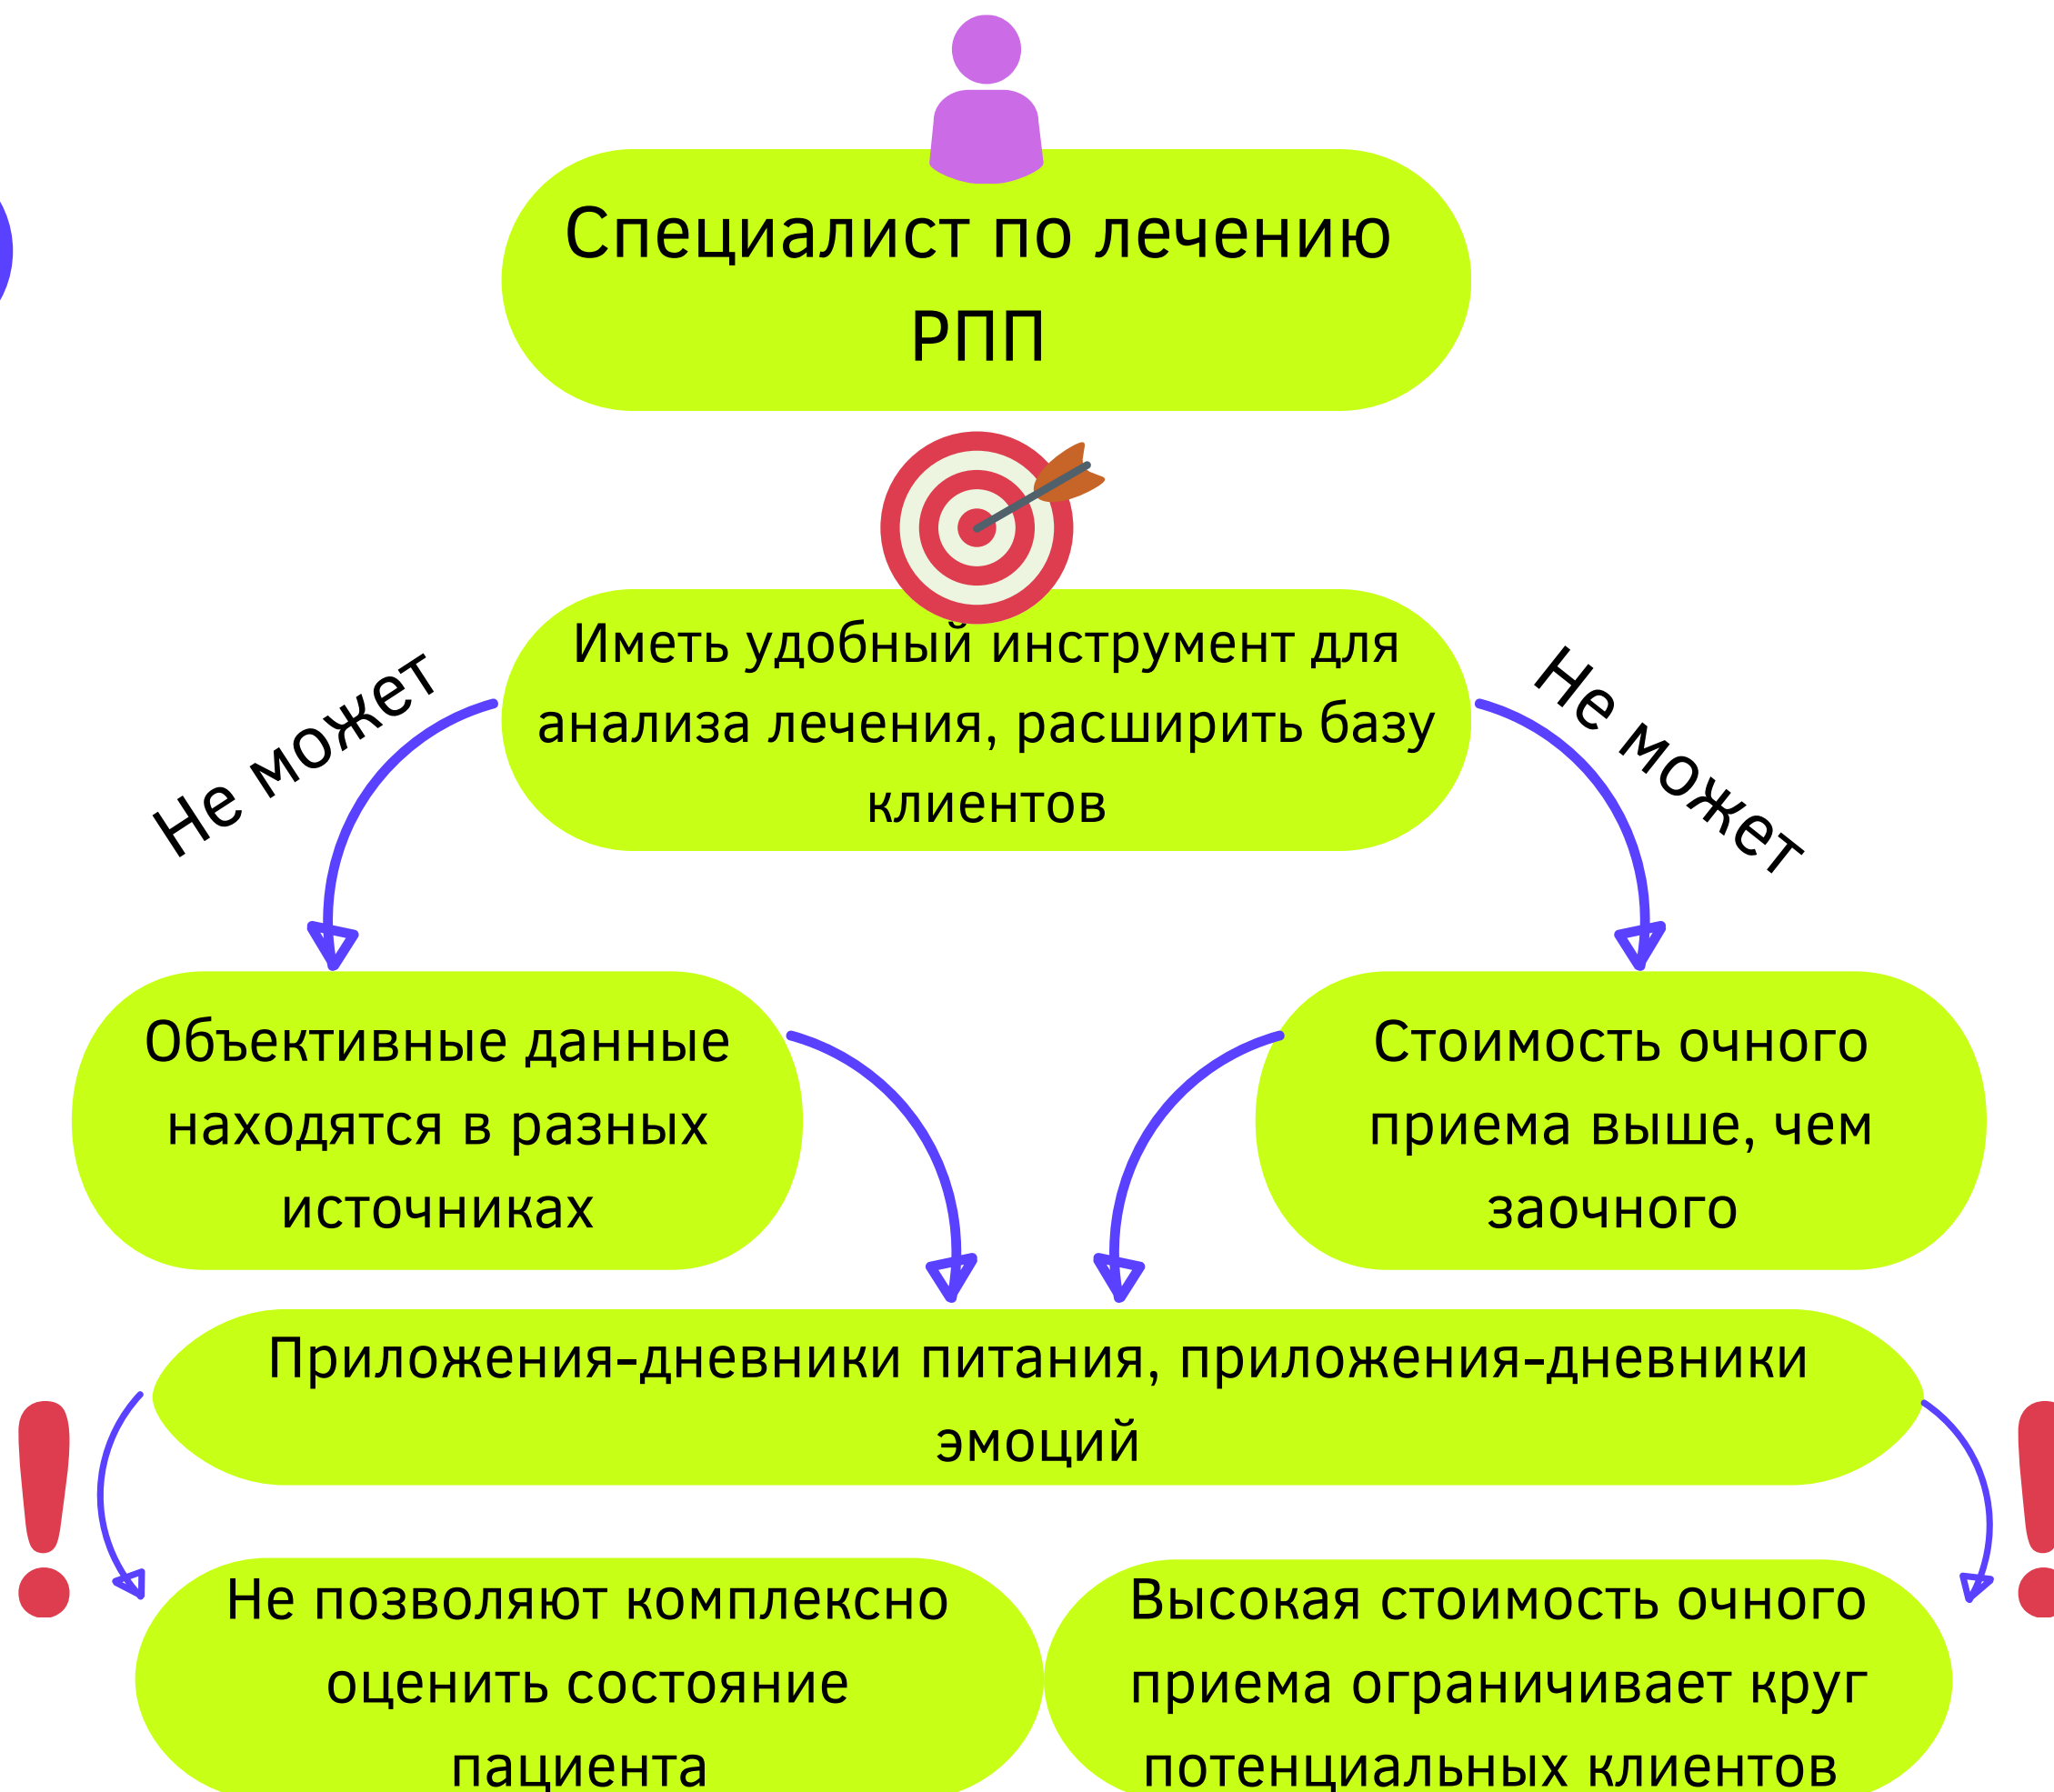 Специалист по лечению
РПП
Иметь удобный инструмент для
анализа лечения, расширить базу
клиентов
Не может
Не может
Объективные данные
находятся в разных
источниках
Стоимость очного
приема выше, чем
заочного
Приложения-дневники питания, приложения-дневники
эмоций
Не позволяют комплексно
оценить состояние
пациента
Высокая стоимость очного
приема ограничивает круг
потенциальных клиентов